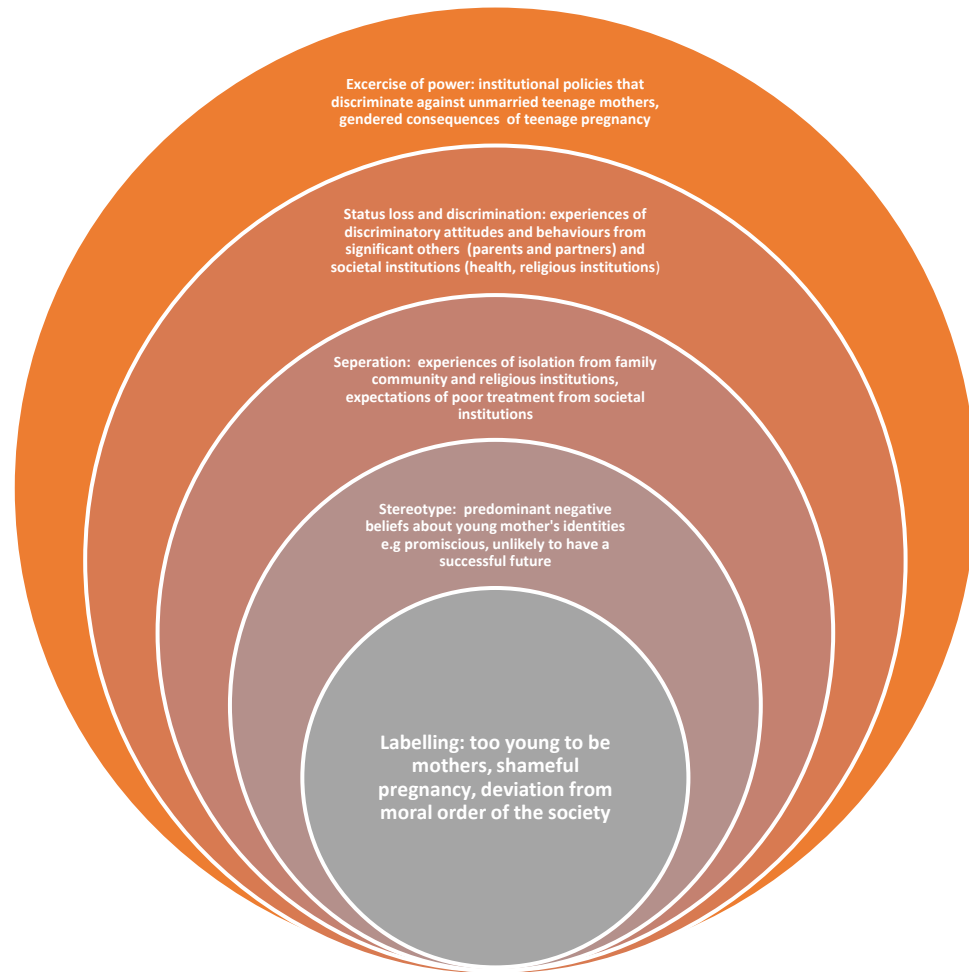 Excercise of power: institutional policies that
discriminate against unmarried teenage mothers,
gendered consequences of teenage pregnancy
Status loss and discrimination: experiences of
discriminatory attitudes and behaviours from
significant others (parents and partners) and
societal institutions (health, religious institutions)
Seperation: experiences of isolation from family
community and religious institutions,
expectations of poor treatment from societal
institutions
Stereotype: predominant negative
beliefs about young mother's identities
e.g promiscious, unlikely to have a
successful future
Labelling: too young to be
mothers, shameful
pregnancy, deviation from
moral order of the society